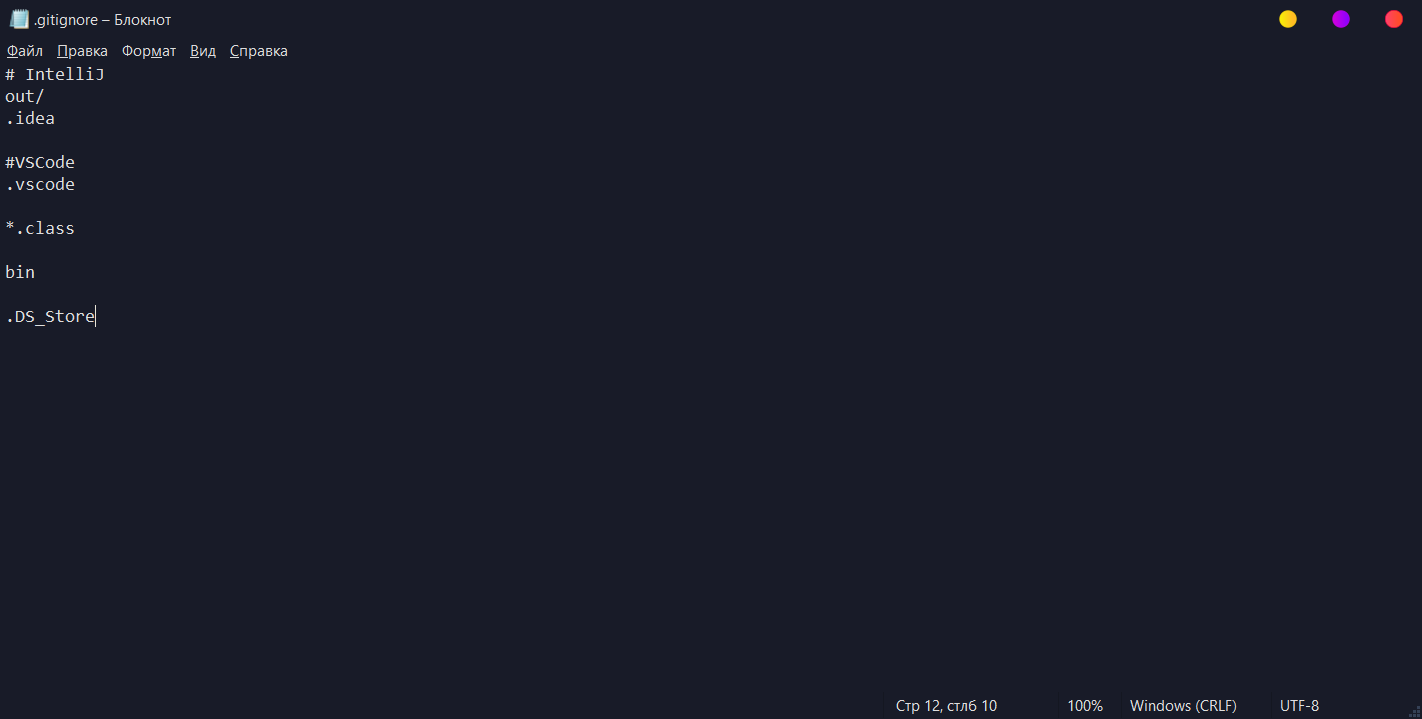 .gitignore – Блокнот
Файл Правка Формат Вид Справка
# IntelliJ
out/
.idea
#VSCode
.vscode
*.class
bin
.DS_Store
Стр 12, стлб 10 100% Windows (CRLF) UTF-8